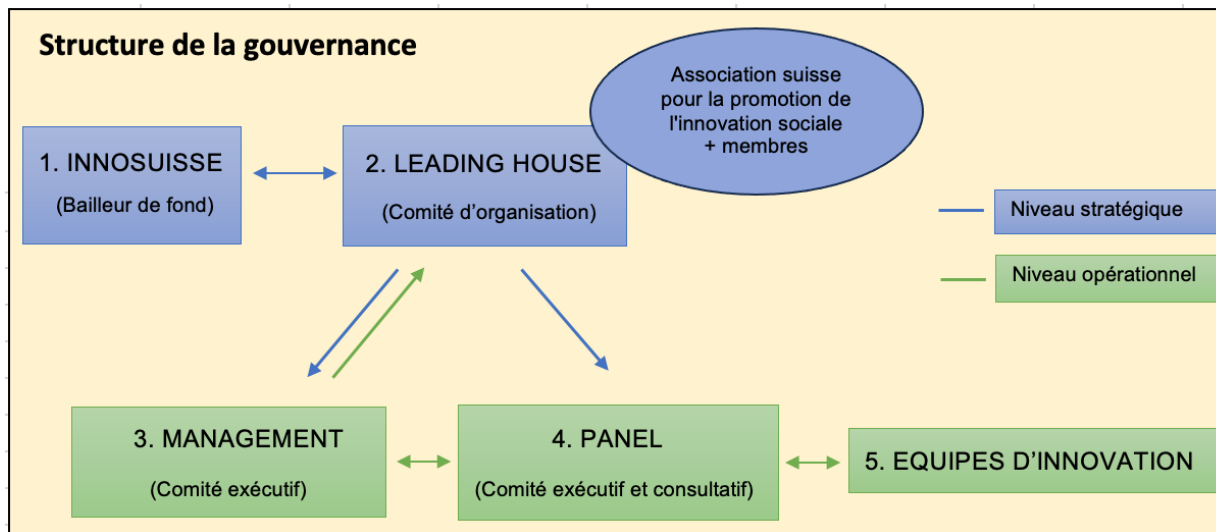 Structure de la gouvernance
Association suisse
pour la promotion de
l'innovation sociale
+ membres
1. INNOSUISSE
(Bailleur de fond)
2. LEADING HOUSE
(Comité d’organisation)
Niveau stratégique
Niveau opérationnel
3. MANAGEMENT
(Comité exécutif)
4. PANEL
(Comité exécutif et consultatif)
5. EQUIPES D’INNOVATION